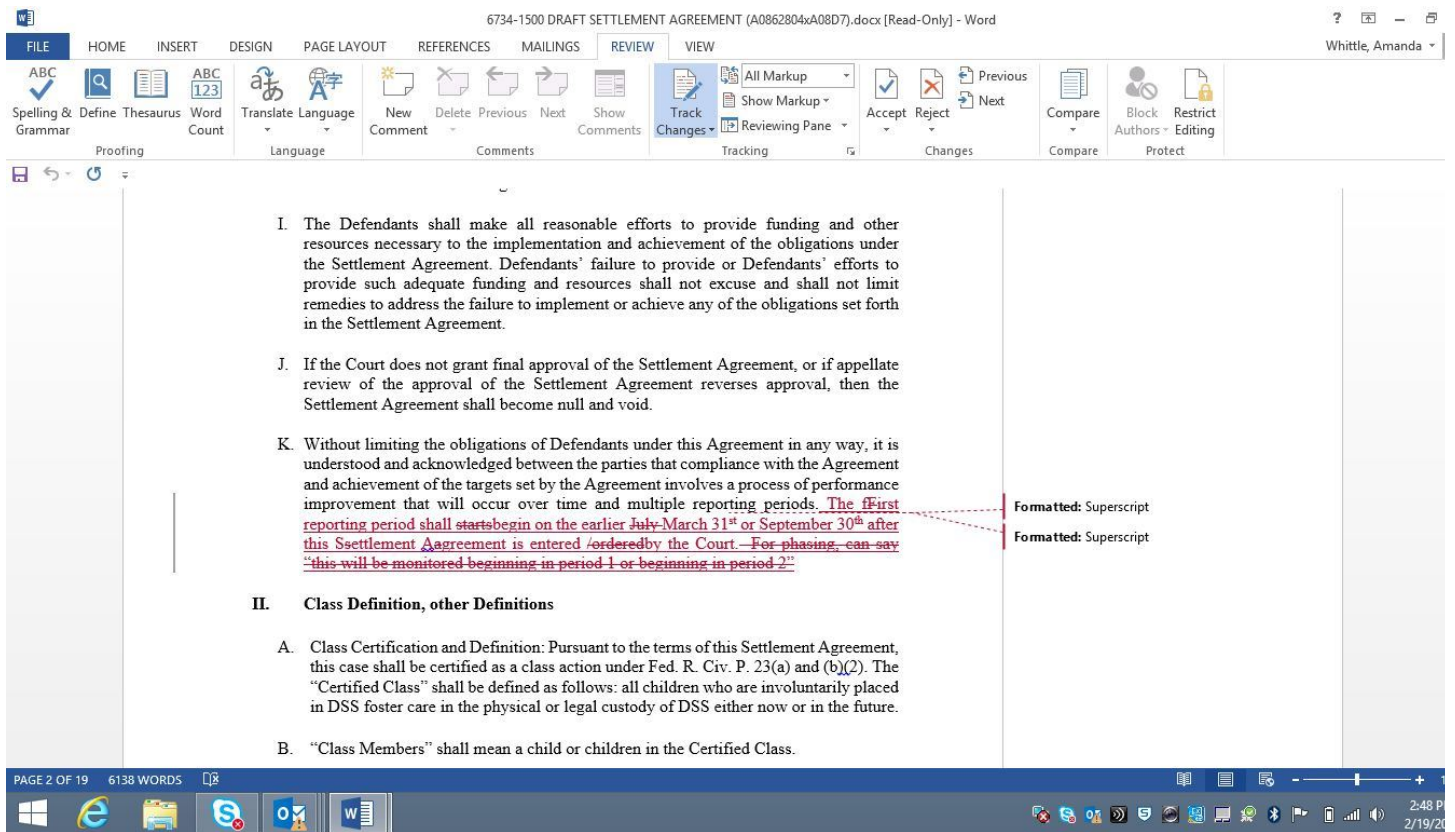 6734-1500 DRAFT SETTLEMENT AGREEMENT (A0862804xA08D7).docx [Read-Only] - Word
FILE HOME INSERT DESIGN PAGE LAYOUT REFERENCES MAILINGS REVIEW VIEW Whittle, Amanda
ABC Spelling & Grammar
Define
Thesaurus
ABC 123 Word Count
Translate
Language
New Comment
Delete
Previous
Next
Show Comments
Track Changes
All Markup
Show Markup
Reviewing Pane
Accept
Reject
Previous
Next
Compare
Block Authors
Restrict Editing
Proofing Language Comments Tracking Changes Compare Protect
I. The Defendants shall make all reasonable efforts to provide funding and other
resources necessary to the implementation and achievement of the obligations under
the Settlement Agreement. Defendants’ failure to provide or Defendants’ efforts to
provide such adequate funding and resources shall not excuse and shall not limit
remedies to address the failure to implement or achieve any of the obligations set forth
in the Settlement Agreement.
J. If the Court does not grant final approval of the Settlement Agreement, or if appellate
review of the approval of the Settlement Agreement reverses approval, then the
Settlement Agreement shall become null and void.
K. Without limiting the obligations of Defendants under this Agreement in any way, it is
understood and acknowledged between the parties that compliance with the Agreement
and achievement of the targets set by the Agreement involves a process of performance
improvement that will occur over time and multiple reporting periods. The fFirst
reporting period shall startsbegin on the earlier July March 31st or September 30th after
this Ssettlement Aagreement is entered /orderedby the Court. For phasing, can say
“this will be monitored beginning in period 1 or beginning in period 2”
Formatted: Superscript
Formatted: Superscript
II. Class Definition, other Definitions
A. Class Certification and Definition: Pursuant to the terms of this Settlement Agreement,
this case shall be certified as a class action under Fed. R. Civ. P. 23(a) and (b)(2). The
“Certified Class” shall be defined as follows: all children who are involuntarily placed
in DSS foster care in the physical or legal custody of DSS either now or in the future.
B. “Class Members” shall mean a child or children in the Certified Class.
PAGE 2 OF 19 6138 WORDS
2:48
2/19/20